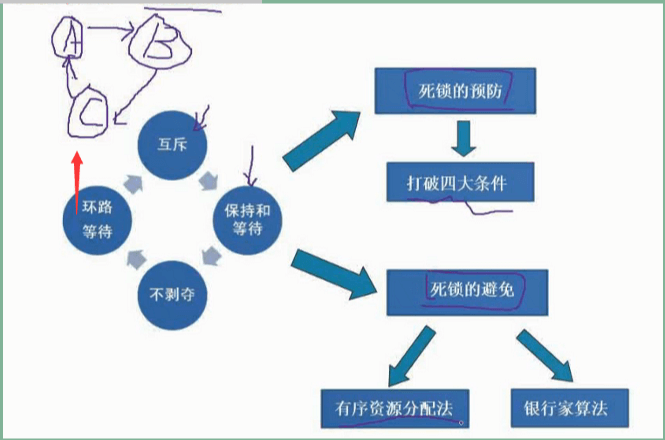 A
B
C
互斥
保持和
等待
不剥夺
环路
等待
死锁的预防
打破四大条件
死锁的避免
有序资源分配法
银行家算法